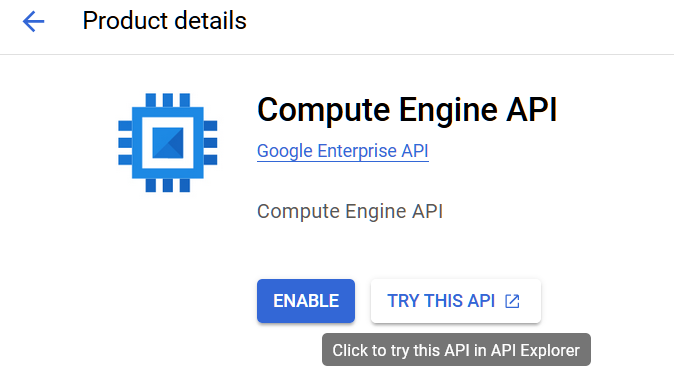 Product details
Compute Engine API
Google Enterprise API
Compute Engine API
ENABLE
TRY THIS API
Click to try this API in API Explorer